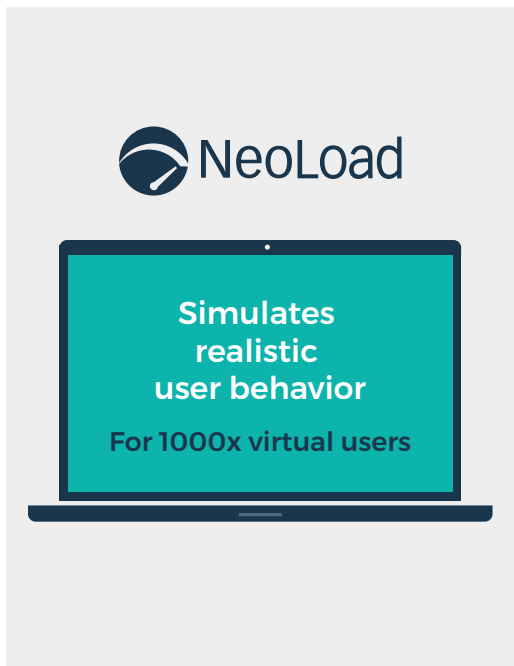 NeoLoad
Simulates
realistic
user behavior
For 1000x virtual users